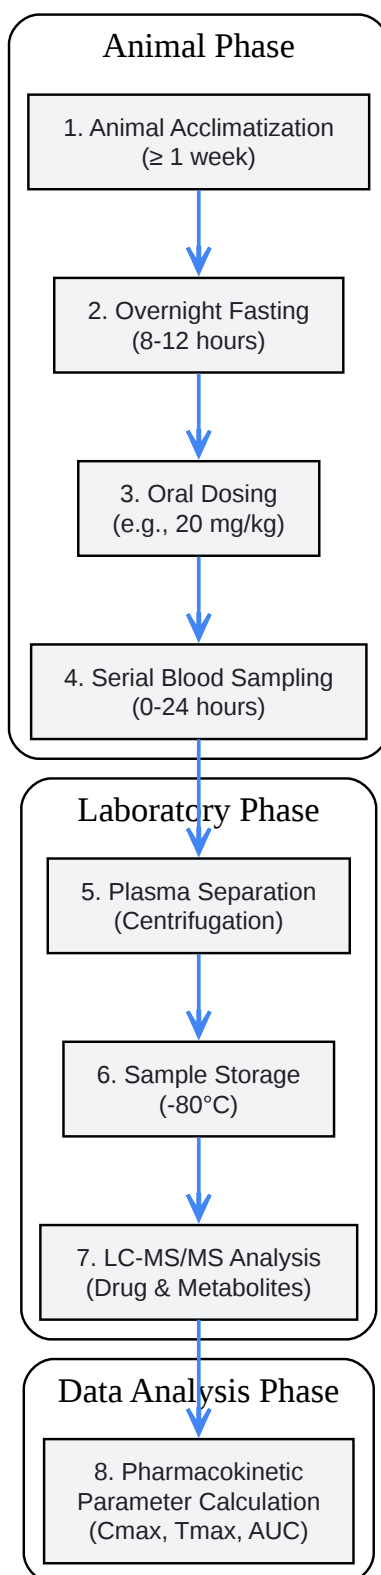 Animal Phase
1. Animal Acclimatization
(≥ 1 week)
2. Overnight Fasting
(8-12 hours)
3. Oral Dosing
(e.g., 20 mg/kg)
4. Serial Blood Sampling
(0-24 hours)
Laboratory Phase
5. Plasma Separation
(Centrifugation)
6. Sample Storage
(-80°C)
7. LC-MS/MS Analysis
(Drug & Metabolites)
Data Analysis Phase
8. Pharmacokinetic
Parameter Calculation
(Cmax, Tmax, AUC)